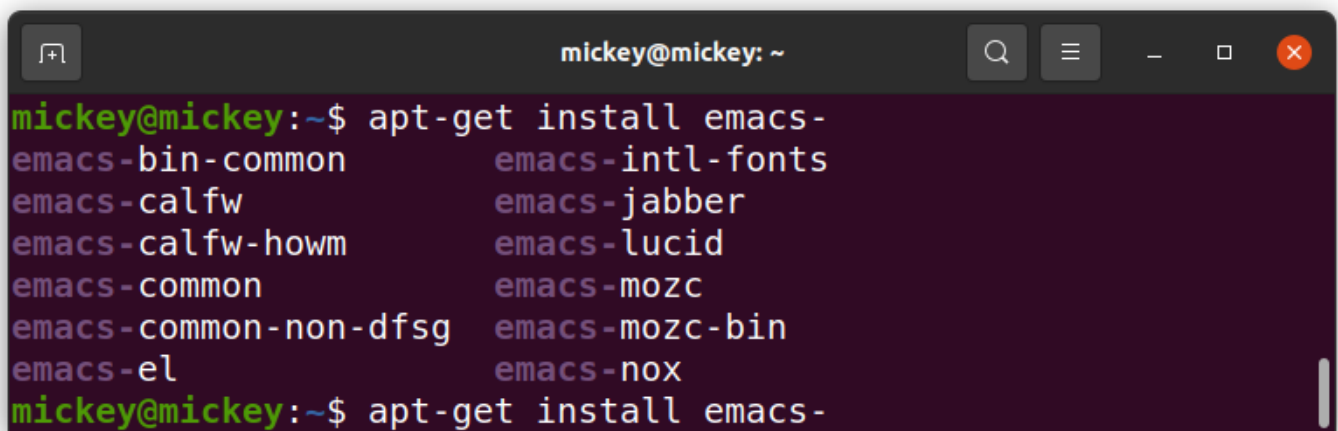 mickey@mickey: ~
mickey@mickey:~$ apt-get install emacs-
emacs-bin-common emacs-intl-fonts
emacs-calfw emacs-jabber
emacs-calfw-howm emacs-lucid
emacs-common emacs-mozc
emacs-common-non-dfsg emacs-mozc-bin
emacs-el emacs-nox
mickey@mickey:~$ apt-get install emacs-